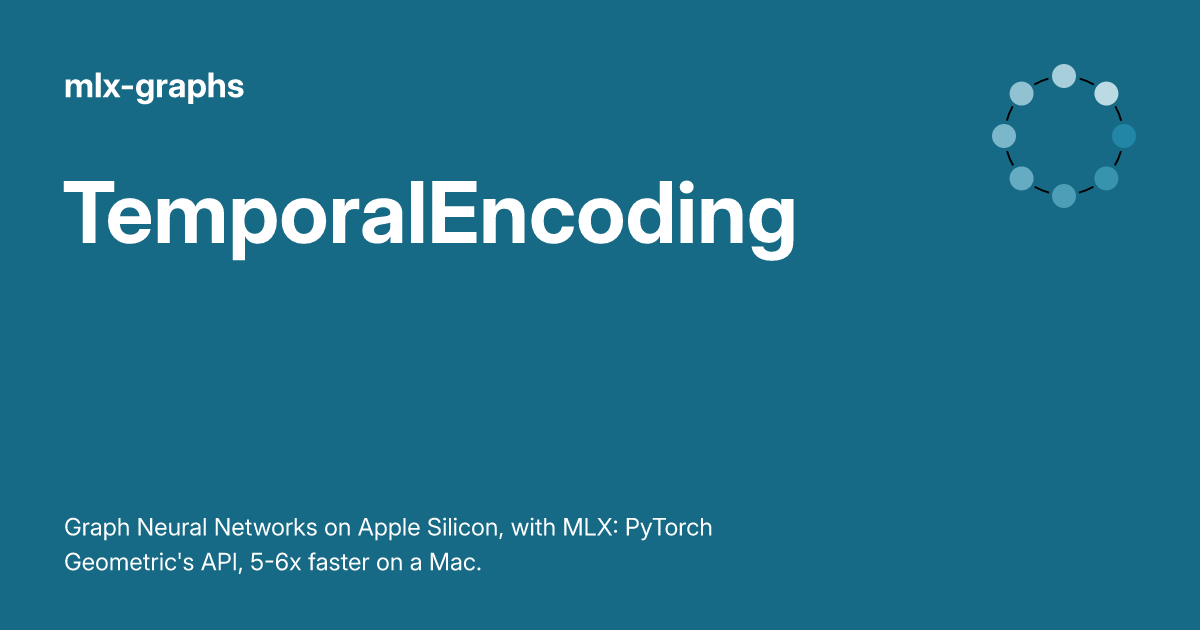 mlx-graphs
TemporalEncoding
Graph Neural Networks on Apple Silicon, with MLX: PyTorch
Geometric's API, 5-6x faster on a Mac.